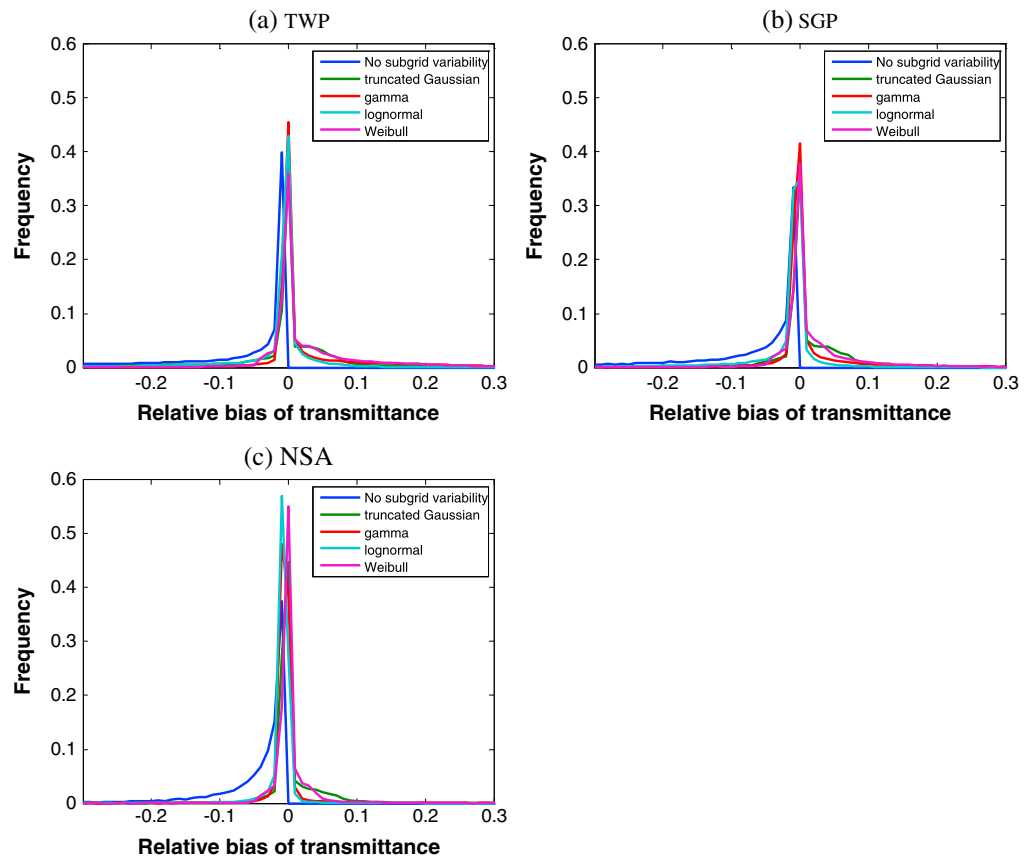 (a) TWP
0.6
0.5
0.4
0.3
0.2
0.1
0
-0.2
-0.1
0
0.1
0.2
0.3
Frequency
Relative bias of transmittance
No subgrid variability
truncated Gaussian
gamma
lognormal
Weibull
(b) SGP
0.6
0.5
0.4
0.3
0.2
0.1
0
-0.2
-0.1
0
0.1
0.2
0.3
Frequency
Relative bias of transmittance
No subgrid variability
truncated Gaussian
gamma
lognormal
Weibull
(c) NSA
0.6
0.5
0.4
0.3
0.2
0.1
0
-0.2
-0.1
0
0.1
0.2
0.3
Frequency
Relative bias of transmittance
No subgrid variability
truncated Gaussian
gamma
lognormal
Weibull